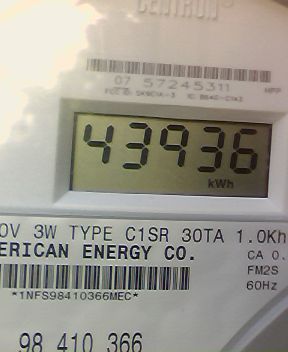 CENTRON®
07 57245311
43936
kWh
0V 3W TYPE C1SR 30TA 1.0Kh
ERICAN ENERGY CO.
CA 0.
FM2S
60Hz
*1NFS98410366MEC*
98 410 366